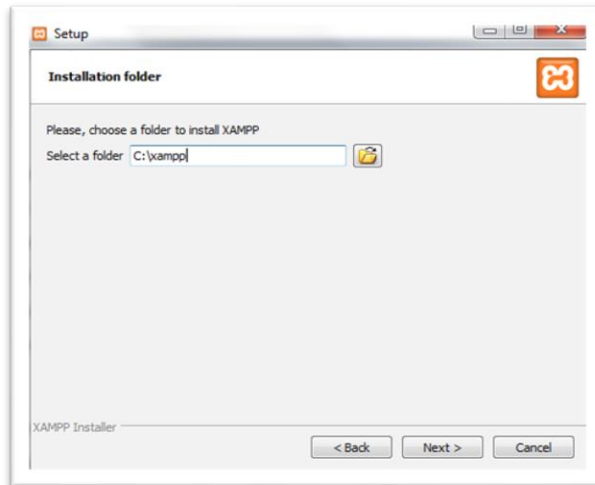 Setup
Installation folder
Please, choose a folder to install XAMPP
Select a folder C:\xampp
XAMPP Installer
< Back Next > Cancel